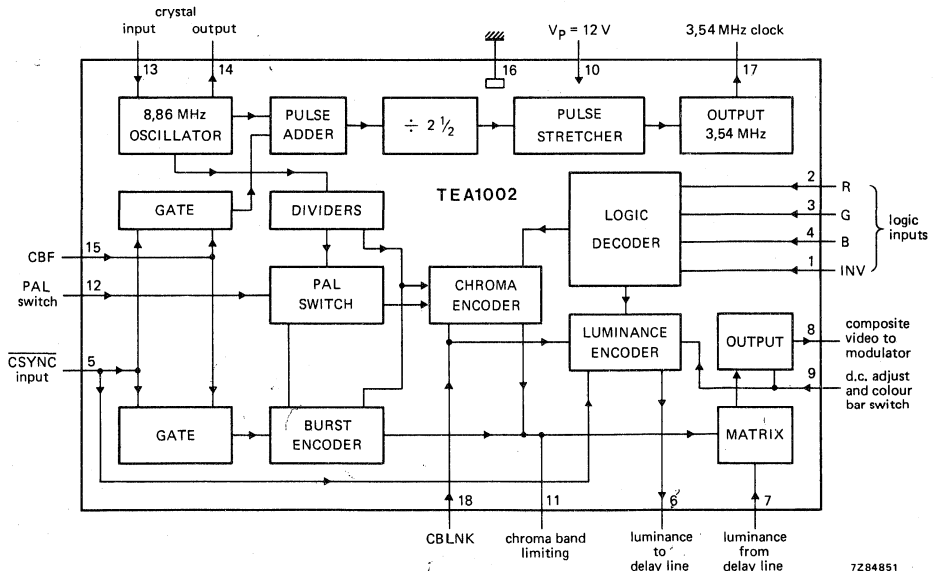 crystal
input
output
13
14
16
V_P = 12 V
10
3,54 MHz clock
17
8,86 MHz
OSCILLATOR
PULSE
ADDER
÷ 2 ½
PULSE
STRETCHER
OUTPUT
3,54 MHz
TEA1002
GATE
DIVIDERS
LOGIC
DECODER
2
R
3
G
4
B
1
INV
logic
inputs
15
CBF
12
PAL
switch
PAL
SWITCH
CHROMA
ENCODER
5
CSYNC
input
LUMINANCE
ENCODER
OUTPUT
8
composite
video to
modulator
9
d.c. adjust
and colour
bar switch
GATE
BURST
ENCODER
MATRIX
18
11
6
7
CBLNK
chroma band
limiting
luminance
to
delay line
luminance
from
delay line
7Z84851